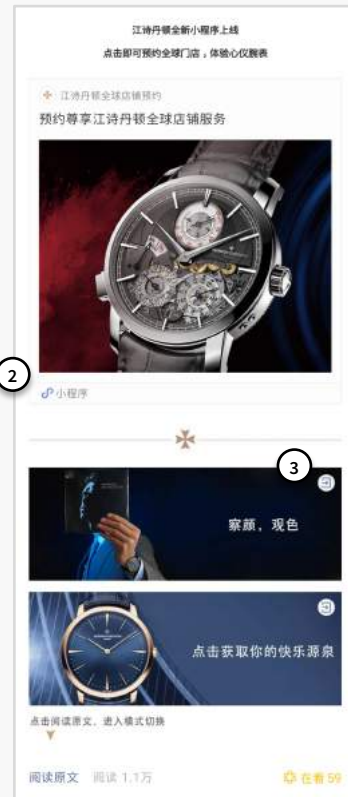 江诗丹顿全新小程序上线
点击即可预约全球门店，体验心仪腕表
江诗丹顿全球店铺预约
预约尊享江诗丹顿全球店铺服务
2
小程序
3
察颜，观色
点击获取你的快乐源泉
点击阅读原文，进入模式切换
阅读原文 阅读 1.1万 在看 59